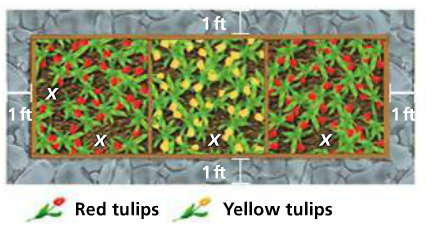 1 ft
x
1 ft
1 ft
x
x
x
1 ft
Red tulips
Yellow tulips